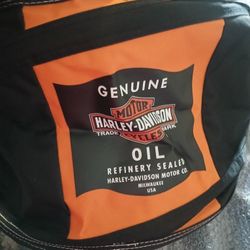 GENUINE
MOTOR
HARLEY-DAVIDSON
TRADE MARK
CYCLES
OIL
REFINERY SEALED
HARLEY-DAVIDSON MOTOR CO.
MILWAUKEE
USA